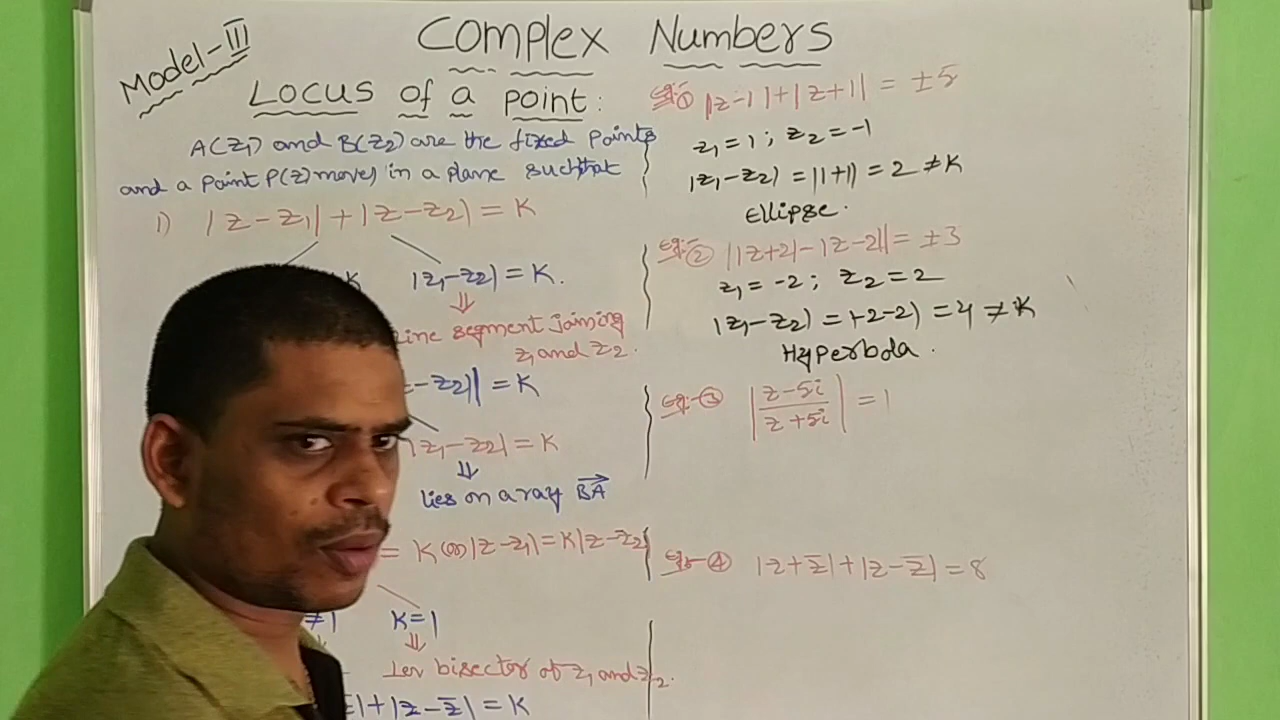 Complex Numbers
Model-III
Locus of a point:
A(z1) and B(z2) are the fixed points
and a point P(z) moves in a plane suchthat
1) |z-z1|+|z-z2| = K
K
|z1-z2| = K.
⇓
Line segment joining
z1 and z2.
-z2|| = K
|z1-z2| = K
⇓
lies on a ray BA
= K (or) |z-z1| = K|z-z2|
≠1
K=1
⇓
⊥er bisector of z1 and z2.
|+|z-z̅| = K
Eg:-① |z-1|+|z+1| = ±5
z1=1; z2=-1
|z1-z2| = |1+1| = 2 ≠ K
Ellipse.
Eg:-② ||z+2|-|z-2|| = ±3
z1=-2; z2=2
|z1-z2| = |-2-2| = 4 ≠ K
Hyperbola.
Eg:-③ |z-5i / z+5i| = 1
Eg:-④ |z+z̅|+|z-z̅| = 8